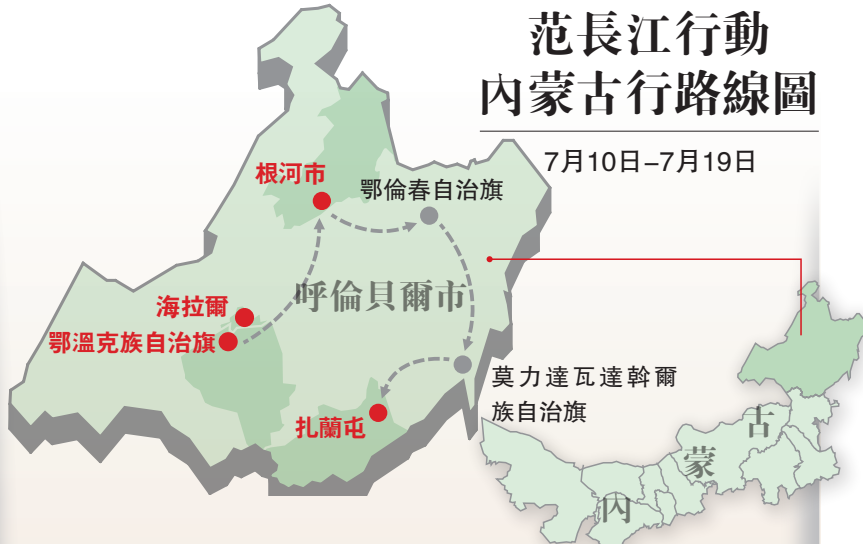 范長江行動
內蒙古行路線圖
7月10日–7月19日
根河市
鄂倫春自治旗
呼倫貝爾市
海拉爾
鄂溫克族自治旗
莫力達瓦達斡爾
族自治旗
扎蘭屯
內蒙古